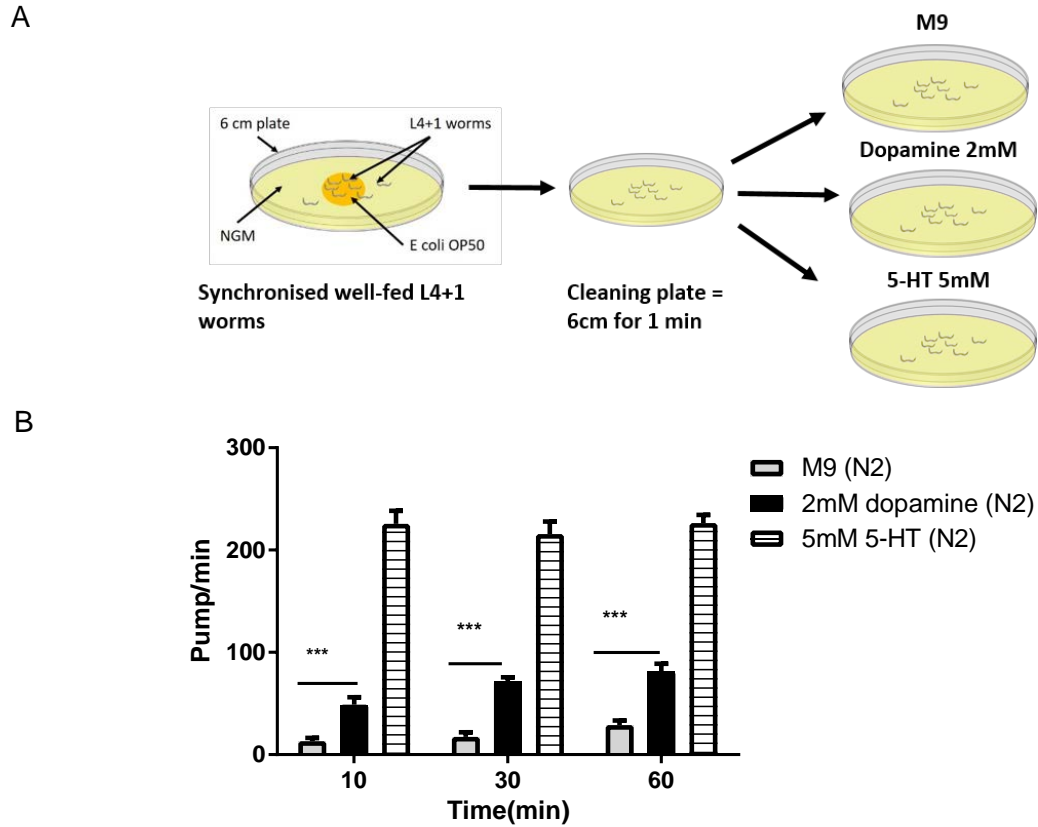 A
M9
6 cm plate
L4+1 worms
NGM
E coli OP50
Synchronised well-fed L4+1
worms
Cleaning plate =
6cm for 1 min
Dopamine 2mM
5-HT 5mM
B
300
200
100
0
Pump/min
***
***
***
10
30
60
Time(min)
M9 (N2)
2mM dopamine (N2)
5mM 5-HT (N2)